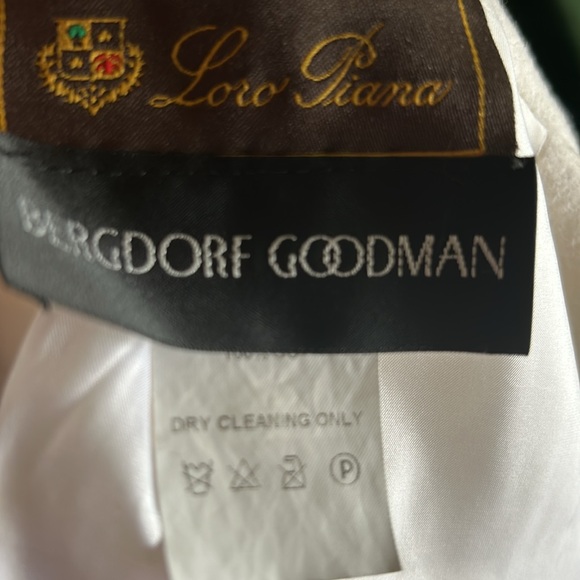 Loro Piana
BERGDORF GOODMAN
DRY CLEANING ONLY
P